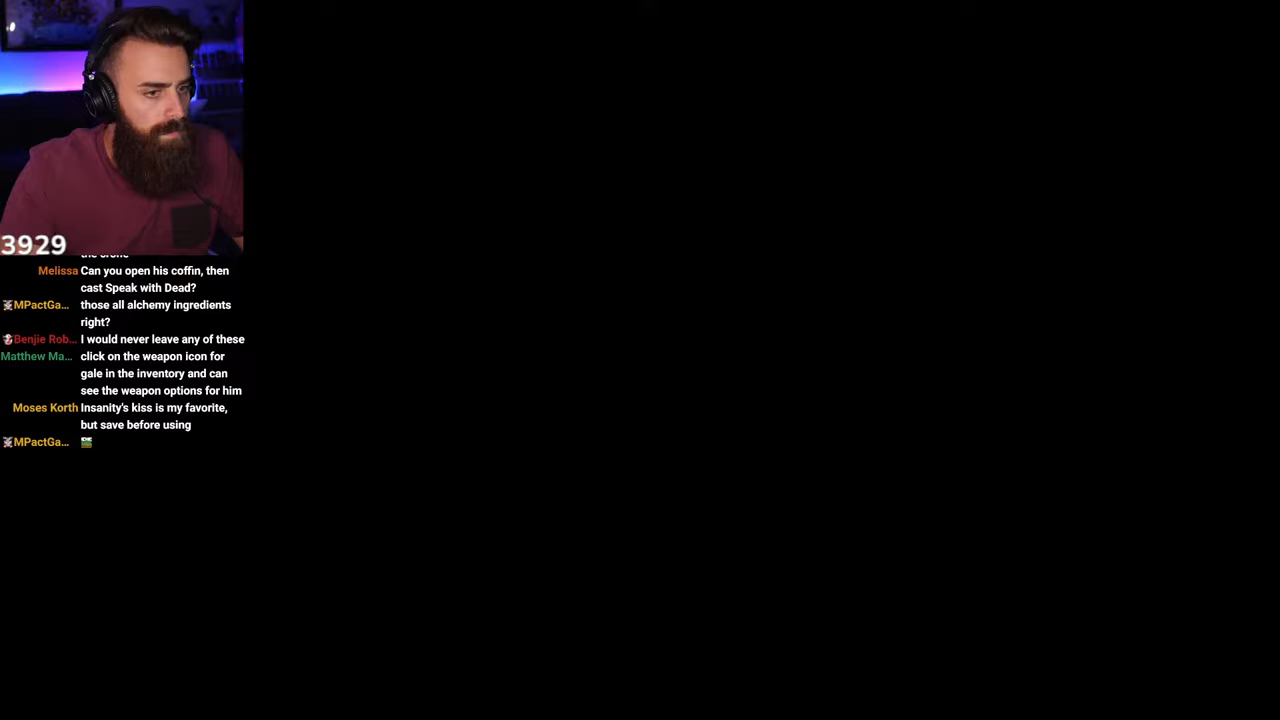 3929
the crone
Melissa Can you open his coffin, then
cast Speak with Dead?
MPactGa... those all alchemy ingredients
right?
Benjie Rob... I would never leave any of these
Matthew Ma... click on the weapon icon for
gale in the inventory and can
see the weapon options for him
Moses Korth Insanity's kiss is my favorite,
but save before using
MPactGa...